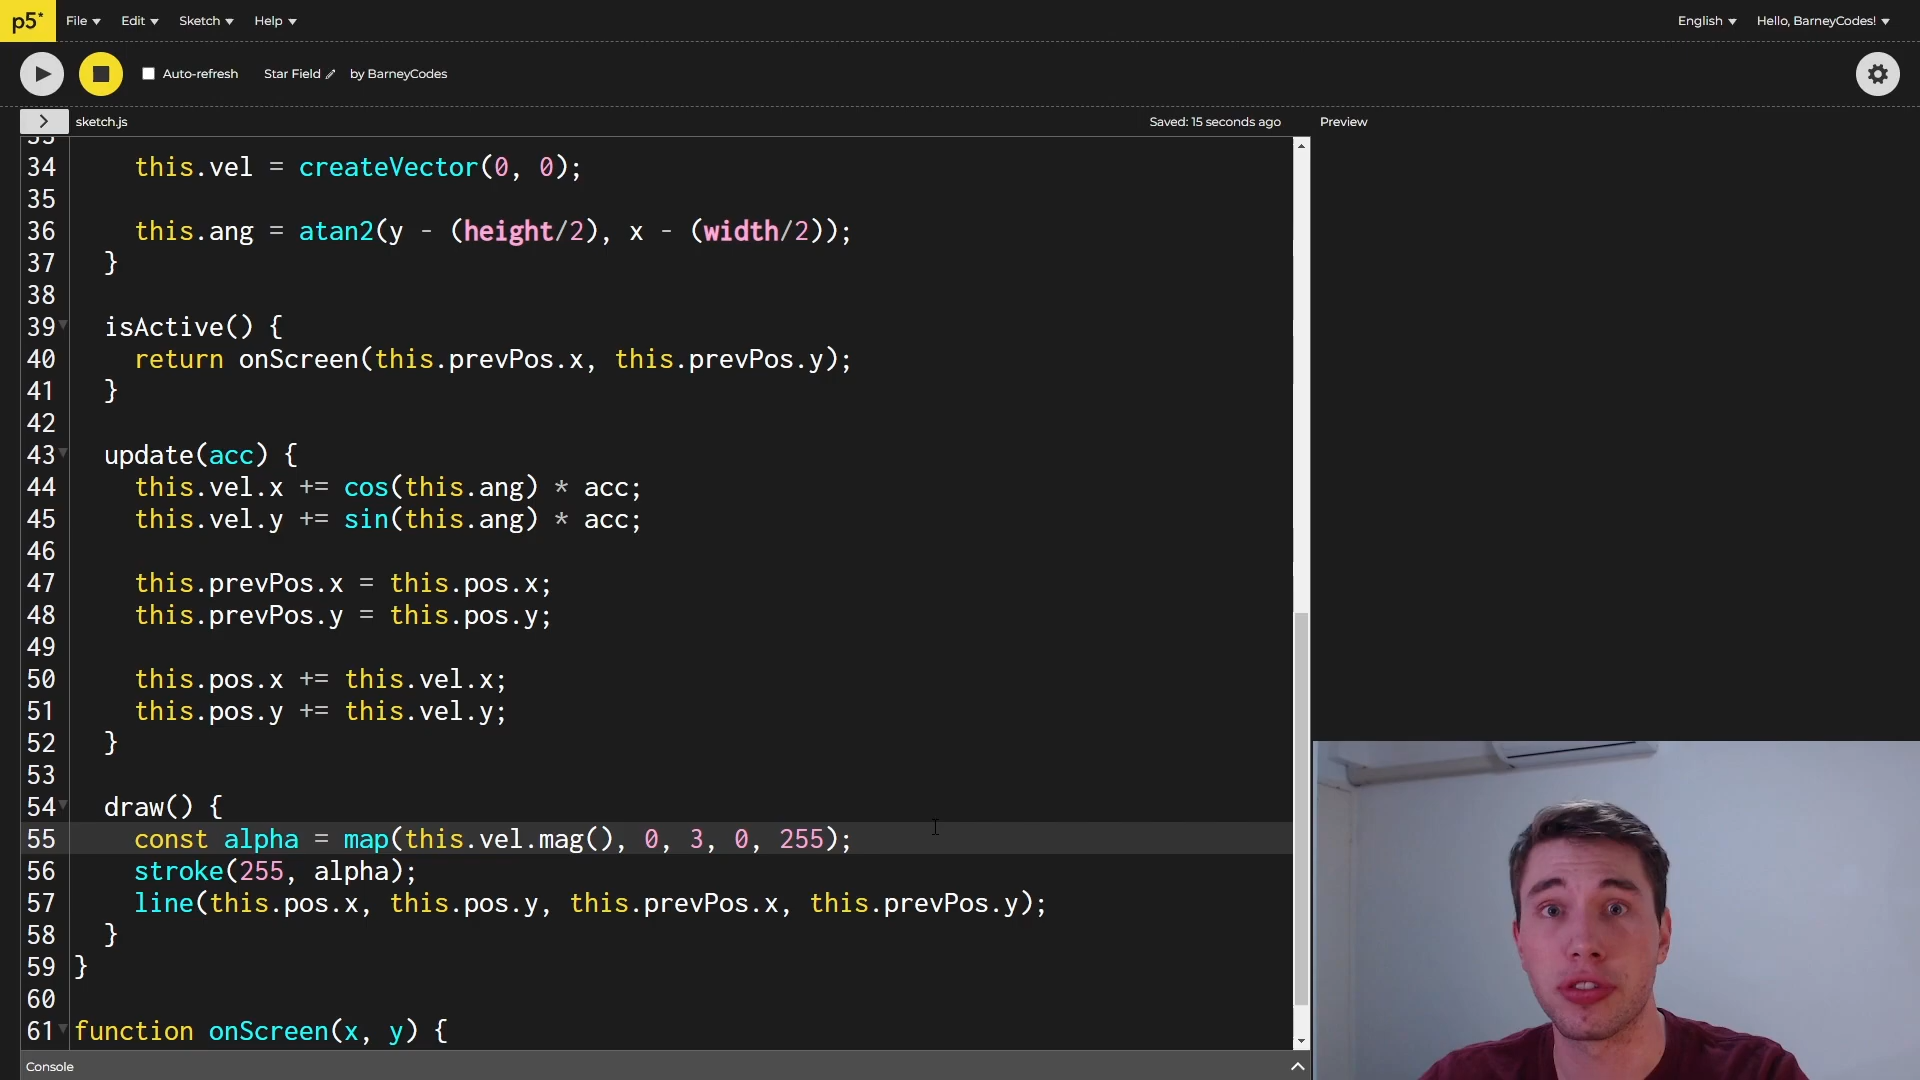 p5* File Edit Sketch Help English Hello, BarneyCodes!
Auto-refresh Star Field by BarneyCodes
sketch.js Saved: 15 seconds ago Preview
34 this.vel = createVector(0, 0);
35
36 this.ang = atan2(y - (height/2), x - (width/2));
37 }
38
39 isActive() {
40 return onScreen(this.prevPos.x, this.prevPos.y);
41 }
42
43 update(acc) {
44 this.vel.x += cos(this.ang) * acc;
45 this.vel.y += sin(this.ang) * acc;
46
47 this.prevPos.x = this.pos.x;
48 this.prevPos.y = this.pos.y;
49
50 this.pos.x += this.vel.x;
51 this.pos.y += this.vel.y;
52 }
53
54 draw() {
55 const alpha = map(this.vel.mag(), 0, 3, 0, 255);
56 stroke(255, alpha);
57 line(this.pos.x, this.pos.y, this.prevPos.x, this.prevPos.y);
58 }
59 }
60
61 function onScreen(x, y) {
Console